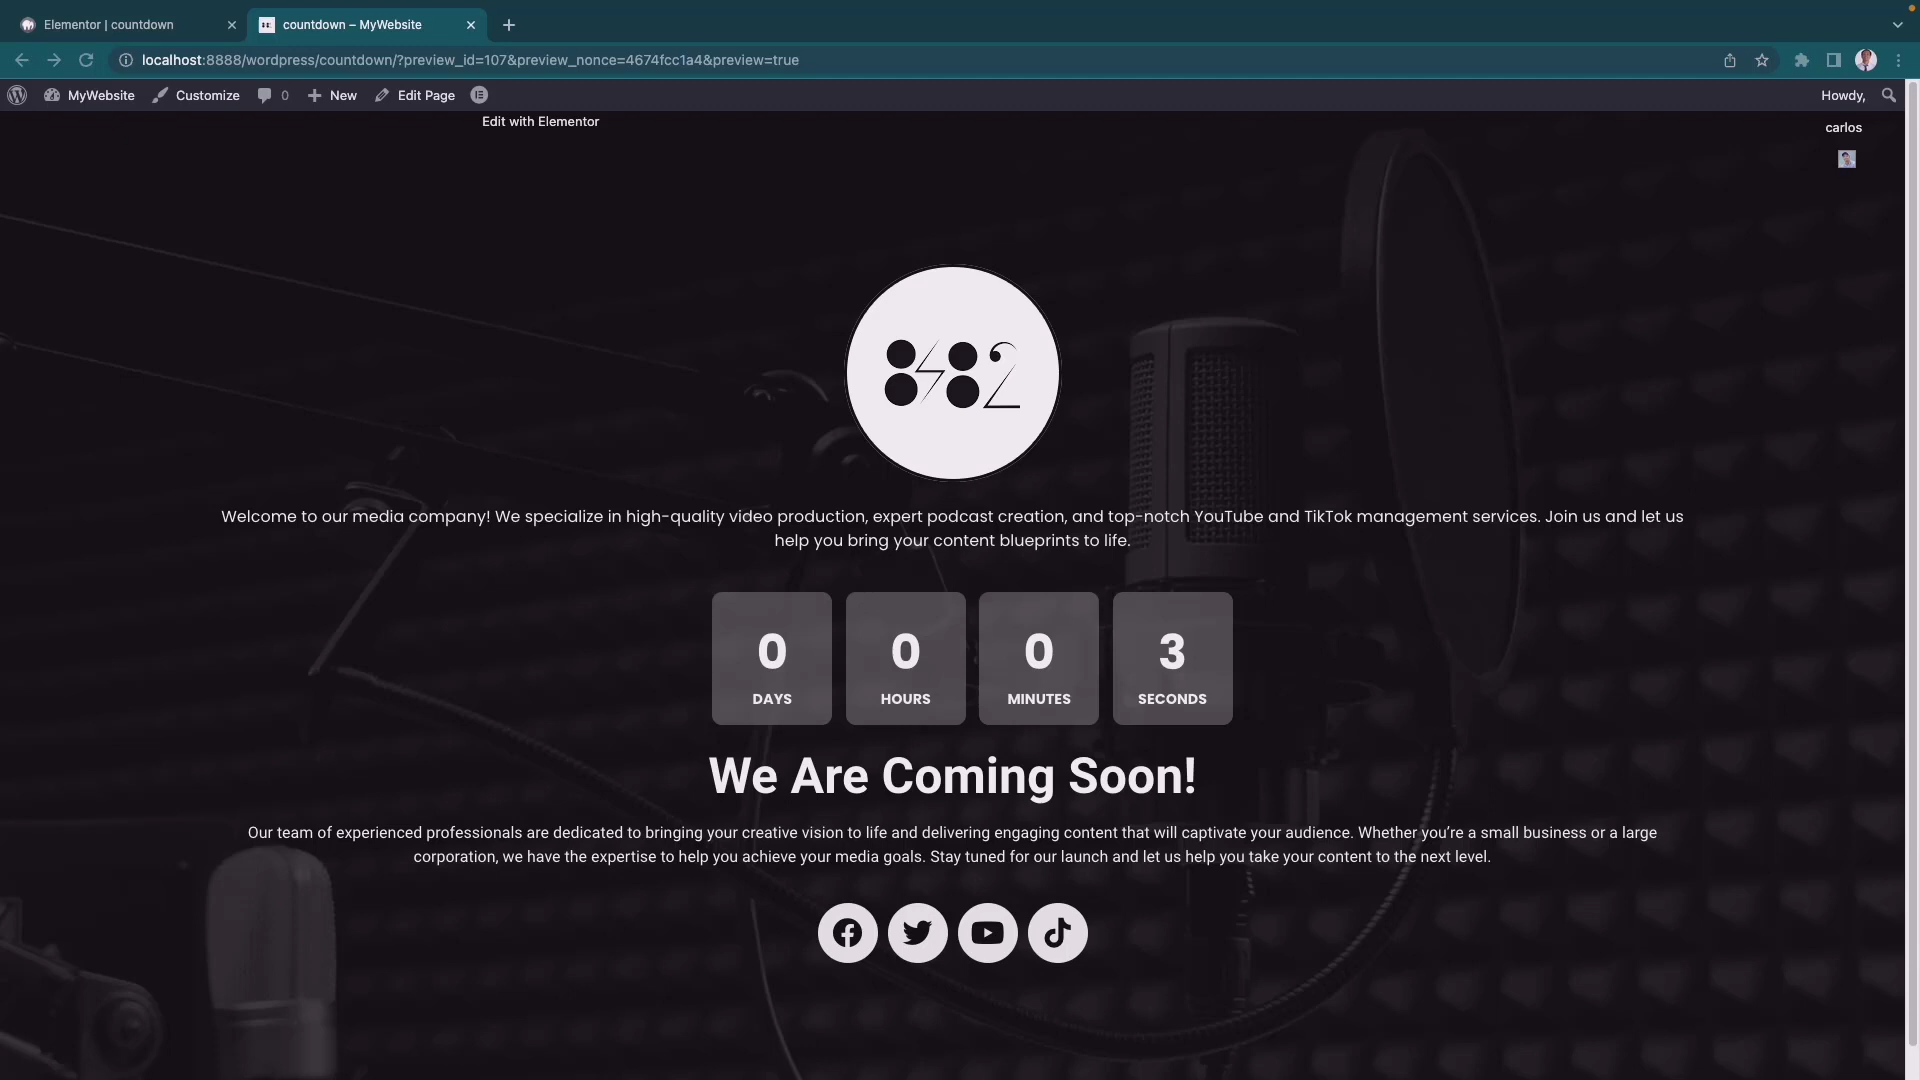 Elementor | countdown
countdown – MyWebsite
localhost:8888/wordpress/countdown/?preview_id=107&preview_nonce=4674fcc1a4&preview=true
MyWebsite Customize 0 New Edit Page
Howdy,
Edit with Elementor
carlos
8482
Welcome to our media company! We specialize in high-quality video production, expert podcast creation, and top-notch YouTube and TikTok management services. Join us and let us
help you bring your content blueprints to life.
0 0 0 3
DAYS HOURS MINUTES SECONDS
We Are Coming Soon!
Our team of experienced professionals are dedicated to bringing your creative vision to life and delivering engaging content that will captivate your audience. Whether you’re a small business or a large
corporation, we have the expertise to help you achieve your media goals. Stay tuned for our launch and let us help you take your content to the next level.